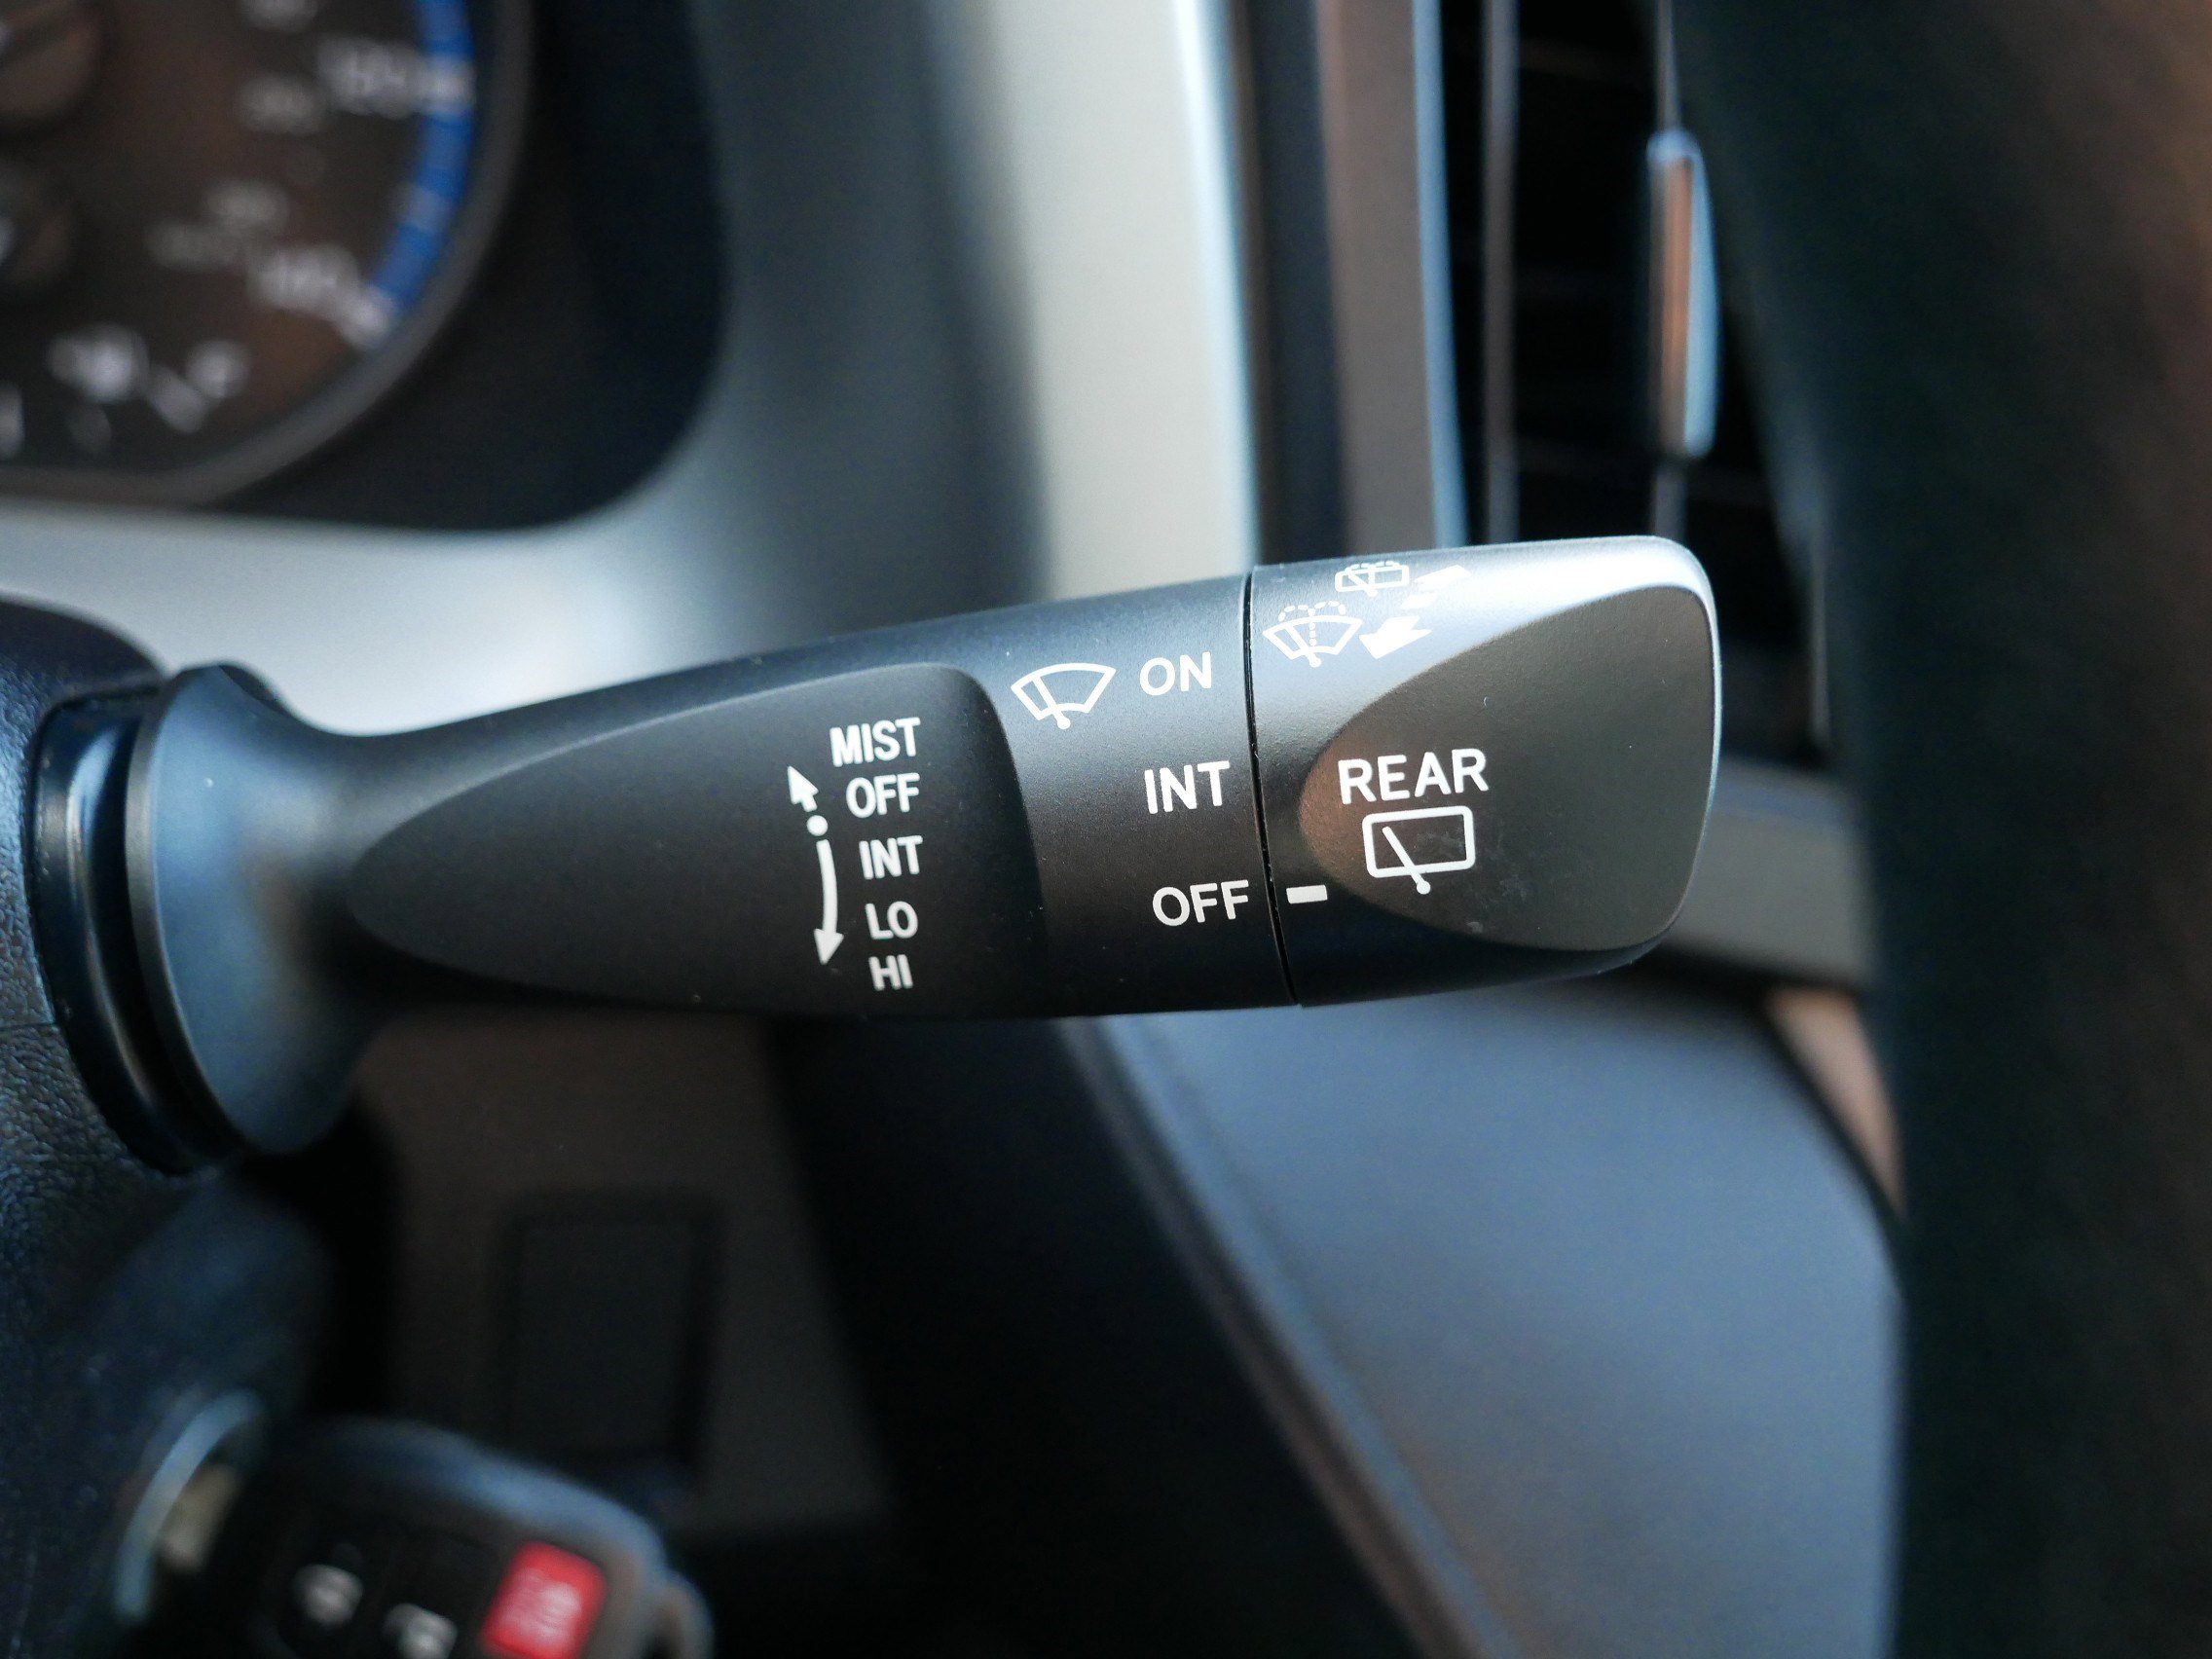 MIST
OFF
INT
LO
HI
ON
INT
OFF
REAR